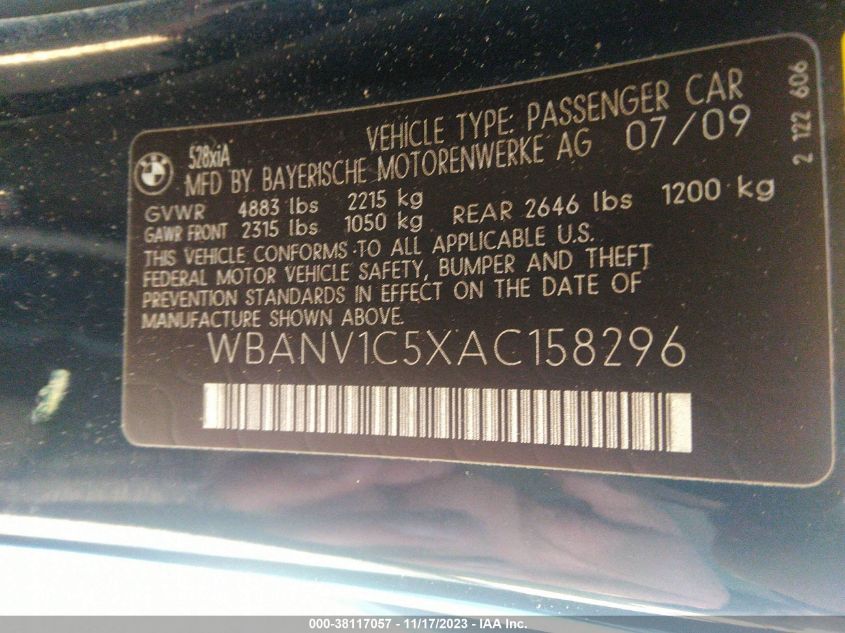 BMW
528xiA VEHICLE TYPE: PASSENGER CAR
MFD BY BAYERISCHE MOTORENWERKE AG 07/09
GVWR 4883 lbs 2215 kg
GAWR FRONT 2315 lbs 1050 kg REAR 2646 lbs 1200 kg
THIS VEHICLE CONFORMS TO ALL APPLICABLE U.S.
FEDERAL MOTOR VEHICLE SAFETY, BUMPER AND THEFT
PREVENTION STANDARDS IN EFFECT ON THE DATE OF
MANUFACTURE SHOWN ABOVE.
WBANV1C5XAC158296
2 122 606
000-38117057 - 11/17/2023 - IAA Inc.